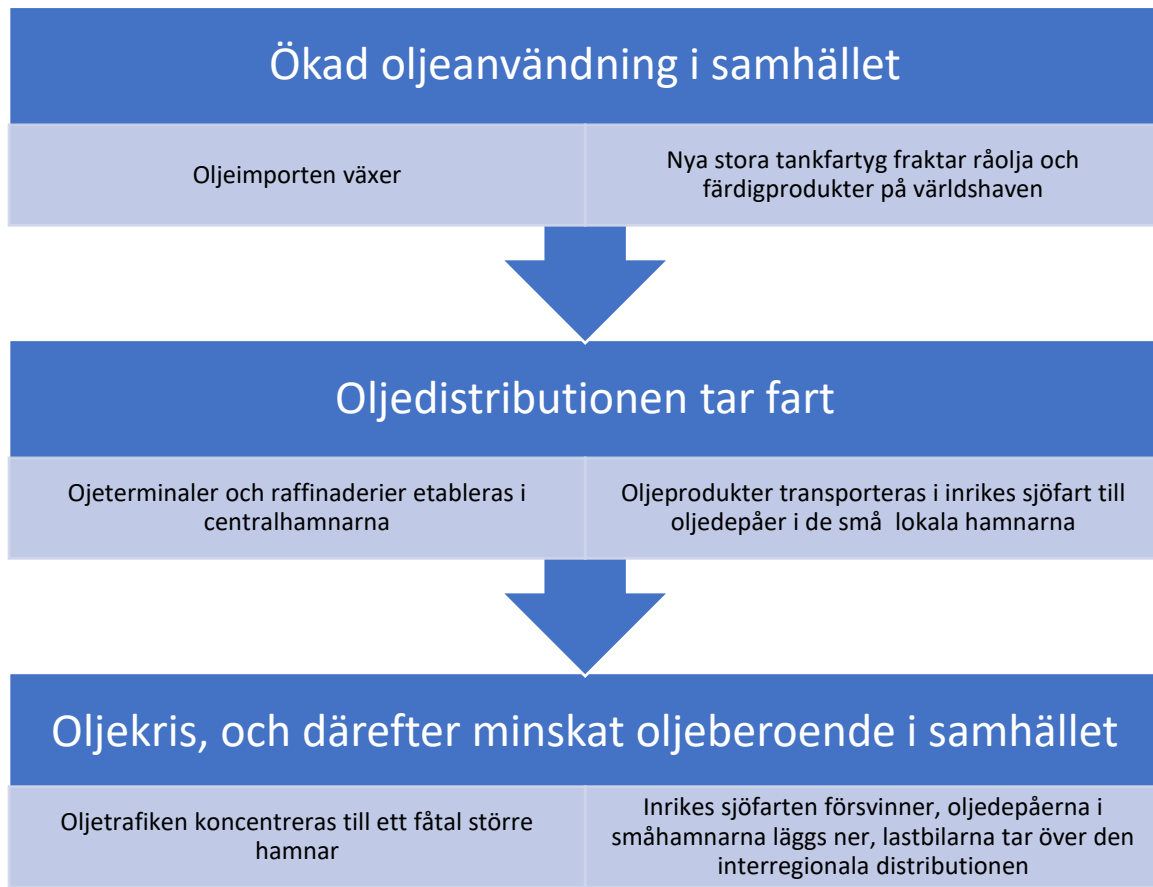 Ökad oljeanvändning i samhället
Oljeimporten växer
Nya stora tankfartyg fraktar råolja och
färdigprodukter på världshaven
Oljedistributionen tar fart
Ojeterminaler och raffinaderier etableras i
centralhamnarna
Oljeprodukter transporteras i inrikes sjöfart till
oljedepåer i de små lokala hamnarna
Oljekris, och därefter minskat oljeberoende i samhället
Oljetrafiken koncentreras till ett fåtal större
hamnar
Inrikes sjöfarten försvinner, oljedepåerna i
småhamnarna läggs ner, lastbilarna tar över den
interregionala distributionen